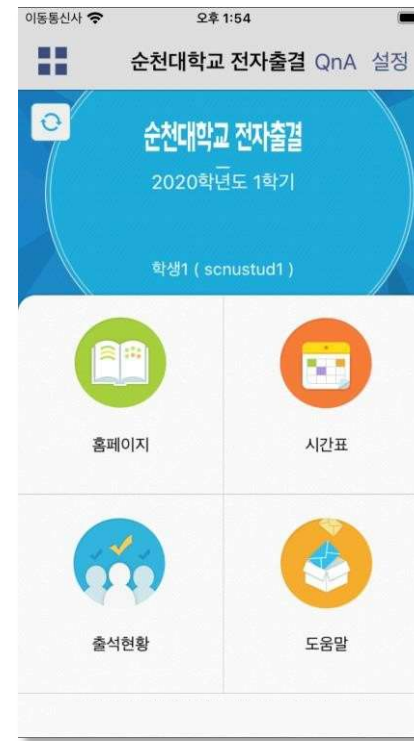 이동통신사 오후 1:54
순천대학교 전자출결 QnA 설정
순천대학교 전자출결
2020학년도 1학기
학생1 ( scnustud1 )
홈페이지 시간표
출석현황 도움말